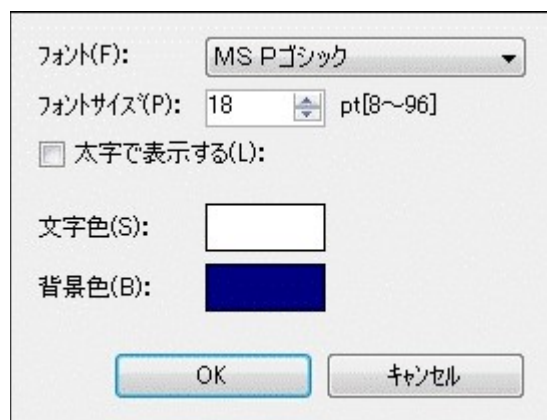 ﾌｫﾝﾄ(F): MS Pゴシック
ﾌｫﾝﾄｻｲｽﾞ(P): 18 pt[8～96]
太字で表示する(L):
文字色(S):
背景色(B):
OK ｷｬﾝｾﾙ